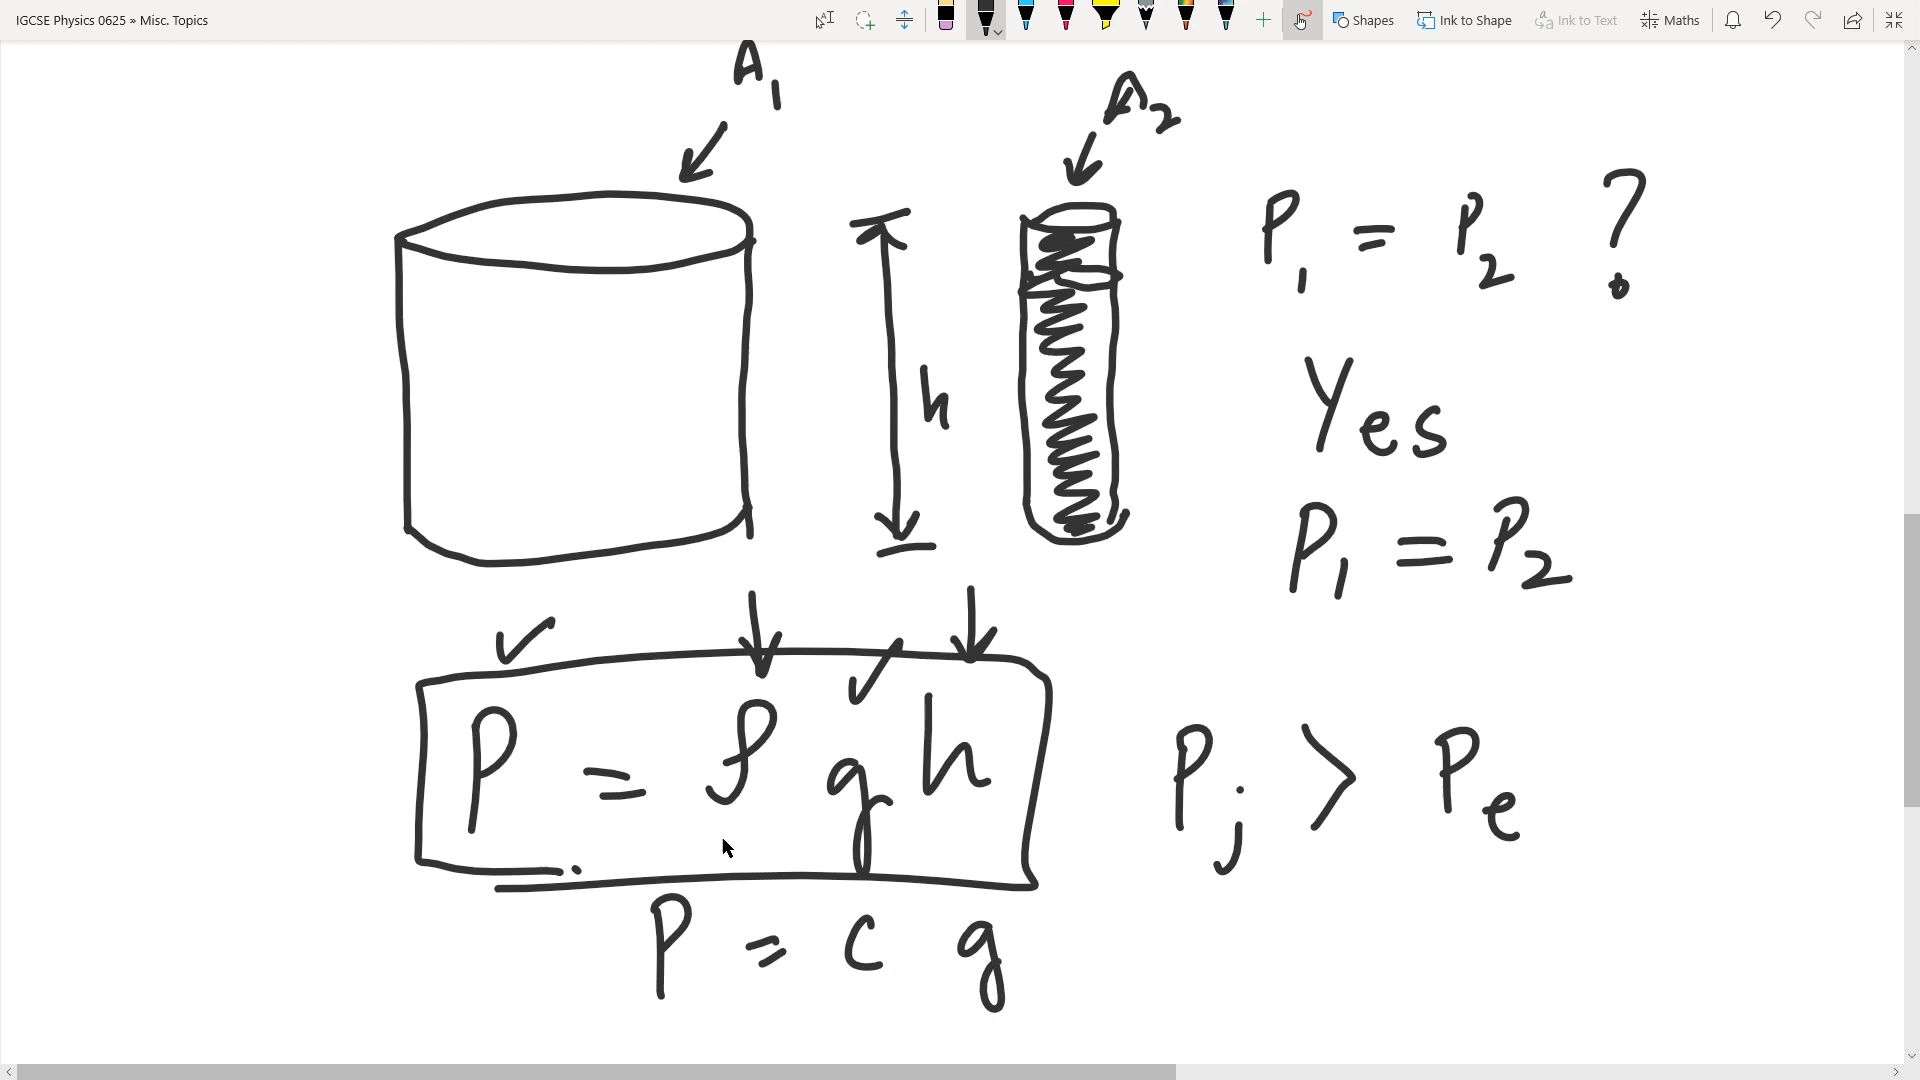 IGCSE Physics 0625 » Misc. Topics
Shapes
Ink to Shape
Ink to Text
Maths
A₁
A₂
P₁ = P₂ ?
h
Yes
P₁ = P₂
P = ρ g h
Pⱼ > Pₑ
P = c g